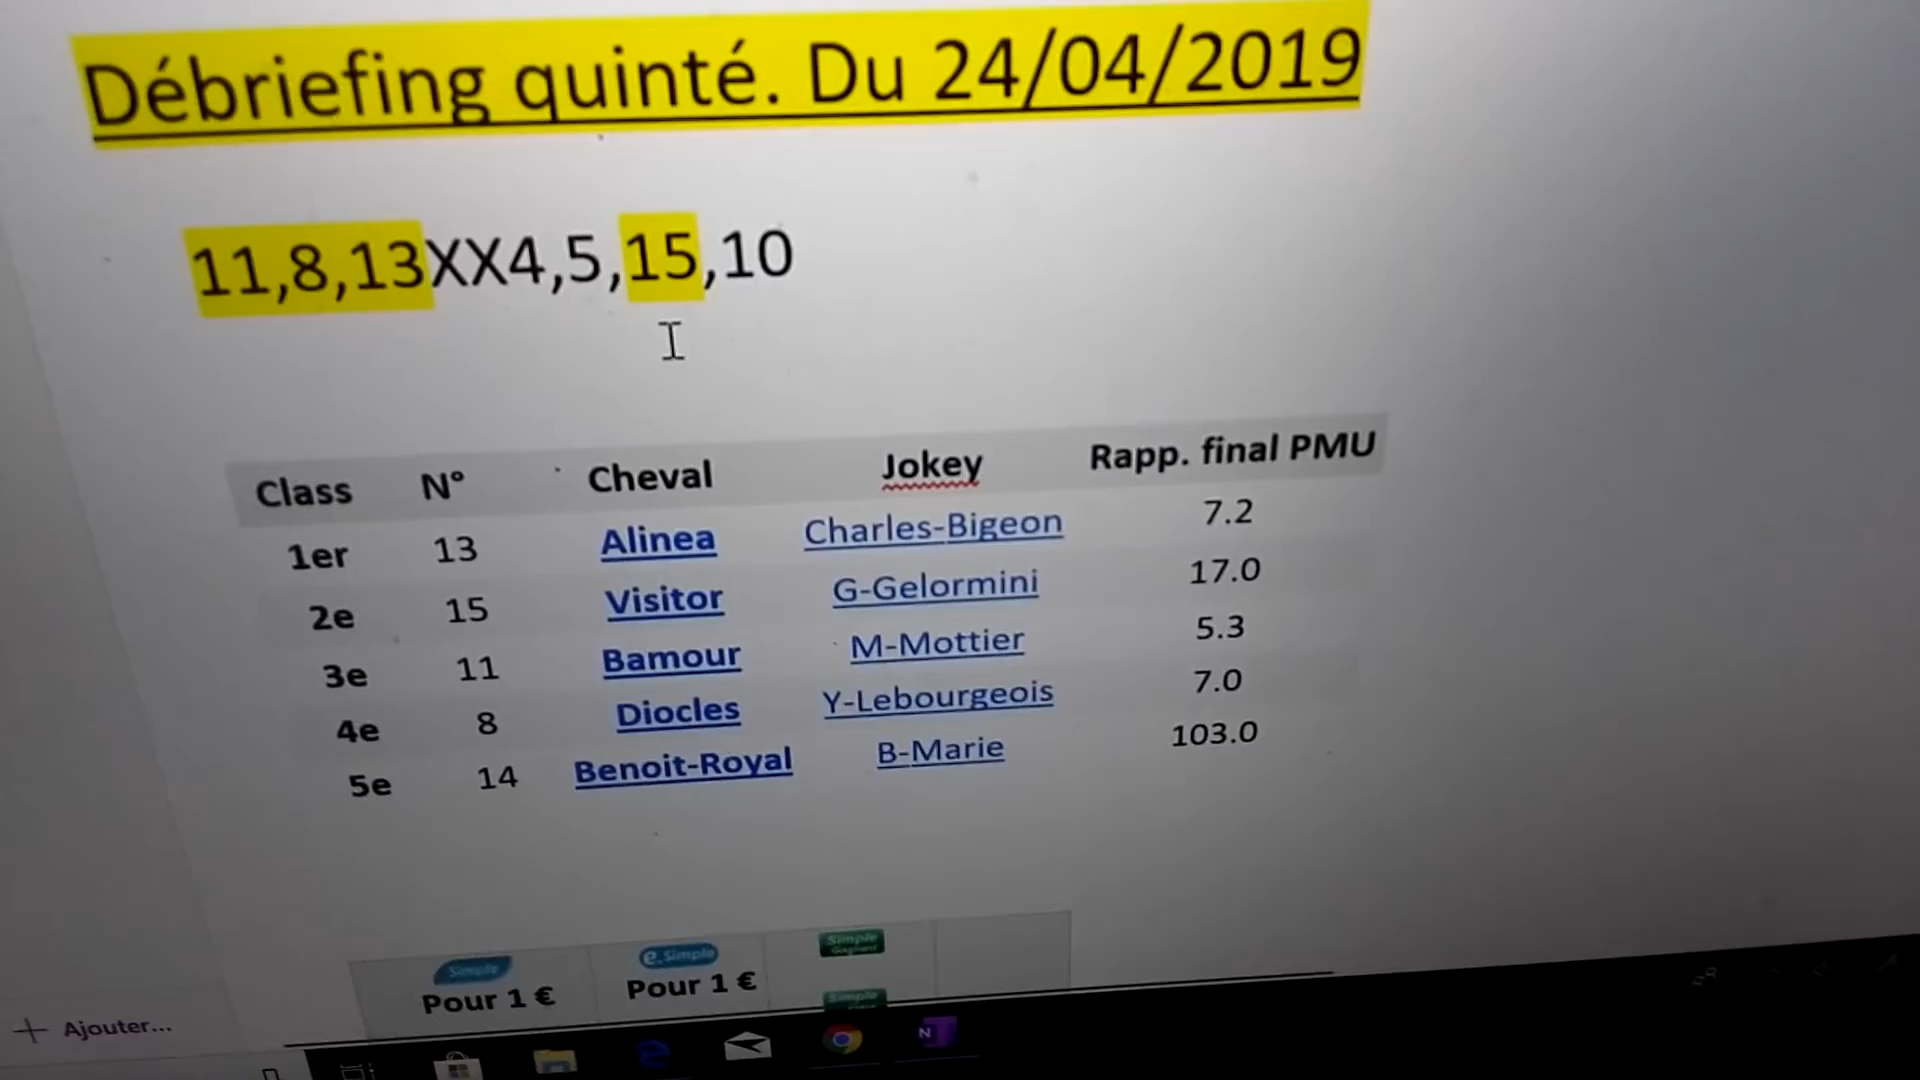 Débriefing quinté. Du 24/04/2019
11,8,13XX4,5,15,10
Class N° Cheval Jokey Rapp. final PMU
1er 13 Alinea Charles-Bigeon 7.2
2e 15 Visitor G-Gelormini 17.0
3e 11 Bamour M-Mottier 5.3
4e 8 Diocles Y-Lebourgeois 7.0
5e 14 Benoit-Royal B-Marie 103.0
Simple e.Simple Simple Gagnant
Pour 1 € Pour 1 € Simple
Ajouter...
N